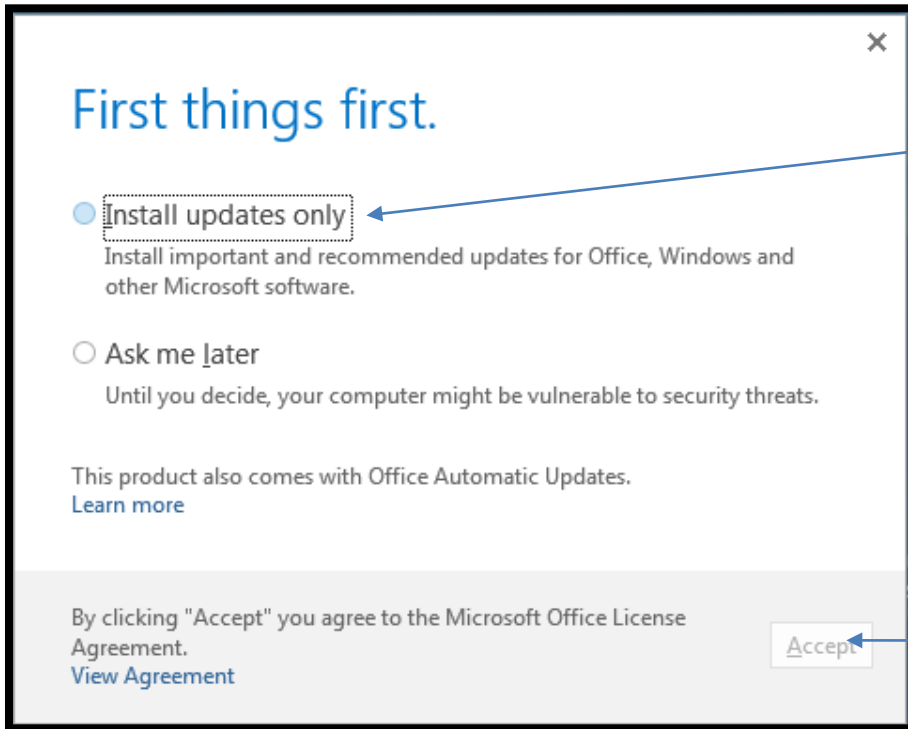 First things first.
Install updates only
Install important and recommended updates for Office, Windows and
other Microsoft software.
Ask me later
Until you decide, your computer might be vulnerable to security threats.
This product also comes with Office Automatic Updates.
Learn more
By clicking "Accept" you agree to the Microsoft Office License
Agreement.
View Agreement
Accept